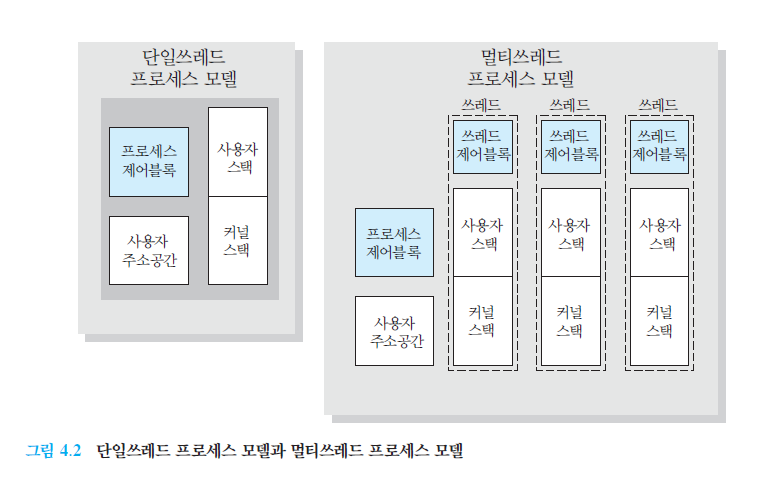 단일쓰레드
프로세스 모델
프로세스
제어블록
사용자
스택
사용자
주소공간
커널
스택
멀티쓰레드
프로세스 모델
쓰레드
쓰레드
쓰레드
쓰레드
제어블록
쓰레드
제어블록
쓰레드
제어블록
프로세스
제어블록
사용자
스택
사용자
스택
사용자
스택
사용자
주소공간
커널
스택
커널
스택
커널
스택
그림 4.2 단일쓰레드 프로세스 모델과 멀티쓰레드 프로세스 모델